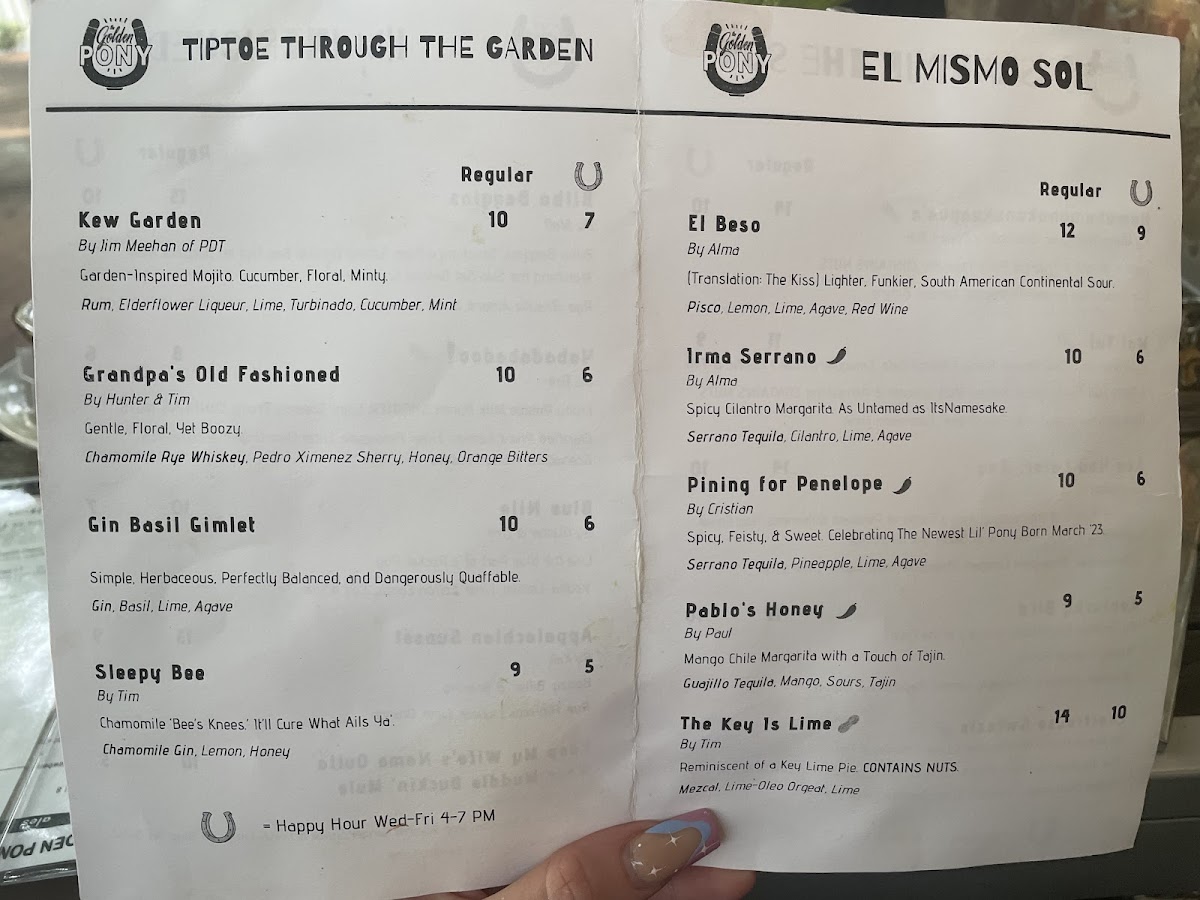 The Golden PONY
TIPTOE THROUGH THE GARDEN
Regular
Kew Garden 10 7
By Jim Meehan of PDT
Garden-Inspired Mojito. Cucumber, Floral, Minty.
Rum, Elderflower Liqueur, Lime, Turbinado, Cucumber, Mint
Grandpa's Old Fashioned 10 6
By Hunter & Tim
Gentle, Floral, Yet Boozy.
Chamomile Rye Whiskey, Pedro Ximenez Sherry, Honey, Orange Bitters
Gin Basil Gimlet 10 6
Simple, Herbaceous, Perfectly Balanced, and Dangerously Quaffable.
Gin, Basil, Lime, Agave
Sleepy Bee 9 5
By Tim
Chamomile 'Bee's Knees.' It'll Cure What Ails Ya'.
Chamomile Gin, Lemon, Honey
= Happy Hour Wed-Fri 4-7 PM
The Golden PONY
EL MISMO SOL
Regular
El Beso 12 9
By Alma
(Translation: The Kiss) Lighter, Funkier, South American Continental Sour.
Pisco, Lemon, Lime, Agave, Red Wine
Irma Serrano 10 6
By Alma
Spicy Cilantro Margarita. As Untamed as ItsNamesake.
Serrano Tequila, Cilantro, Lime, Agave
Pining for Penelope 10 6
By Cristian
Spicy, Feisty, & Sweet. Celebrating The Newest Lil' Pony Born March '23.
Serrano Tequila, Pineapple, Lime, Agave
Pablo's Honey 9 5
By Paul
Mango Chile Margarita with a Touch of Tajin.
Guajillo Tequila, Mango, Sours, Tajin
The Key Is Lime 14 10
By Tim
Reminiscent of a Key Lime Pie. CONTAINS NUTS.
Mezcal, Lime-Oleo Orgeat, Lime